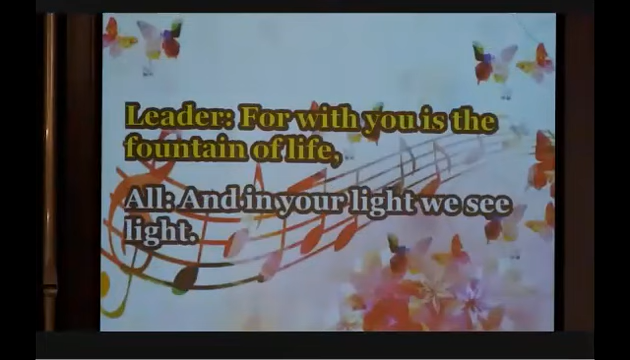 Leader: For with you is the
fountain of life,
All: And in your light we see
light.